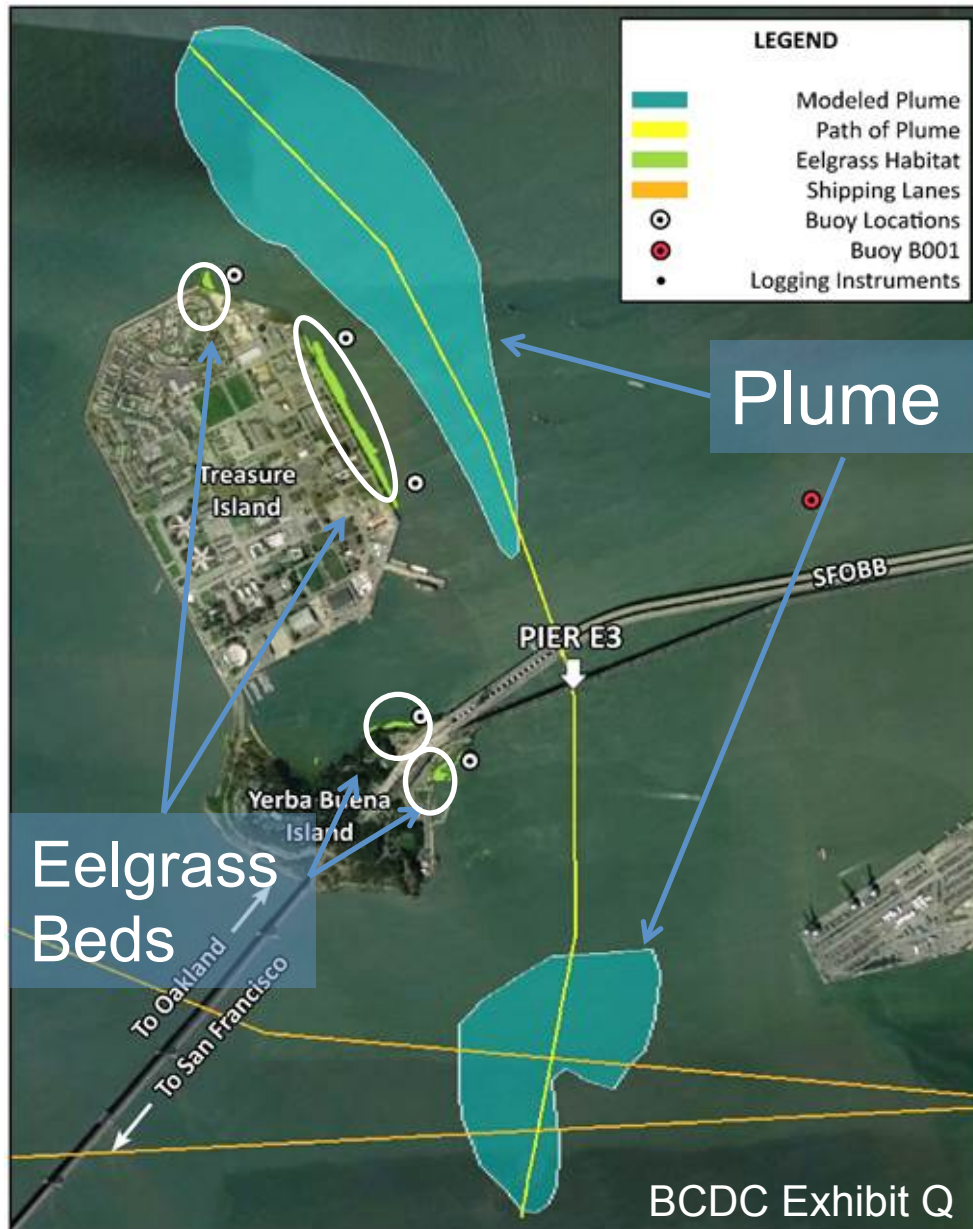 LEGEND
Modeled Plume
Path of Plume
Eelgrass Habitat
Shipping Lanes
Buoy Locations
Buoy B001
Logging Instruments
Plume
Treasure
Island
SFOBB
PIER E3
Yerba Buena
Island
Eelgrass
Beds
To Oakland
To San Francisco
BCDC Exhibit Q